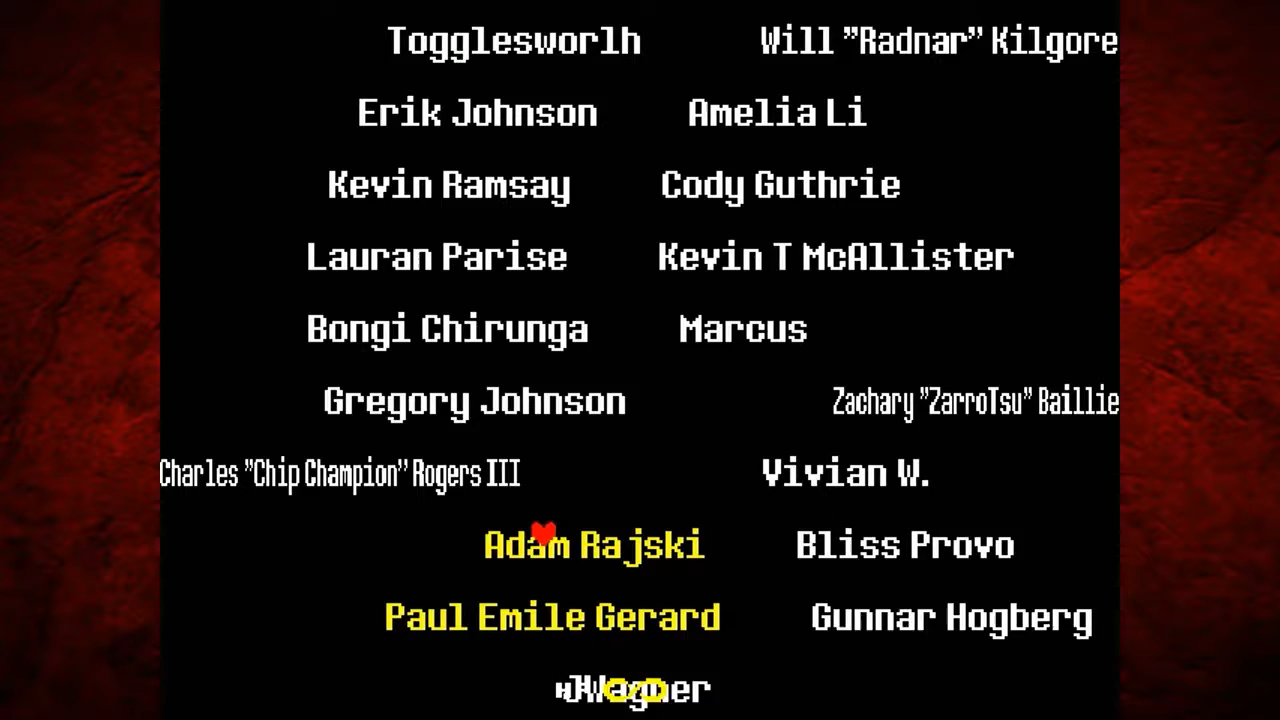 Togglesworlh Will "Radnar" Kilgore
Erik Johnson Amelia Li
Kevin Ramsay Cody Guthrie
Lauran Parise Kevin T McAllister
Bongi Chirunga Marcus
Gregory Johnson Zachary "ZarroTsu" Baillie
Charles "Chip Champion" Rogers III Vivian W.
Adam Rajski Bliss Provo
Paul Emile Gerard Gunnar Hogberg
JWagner